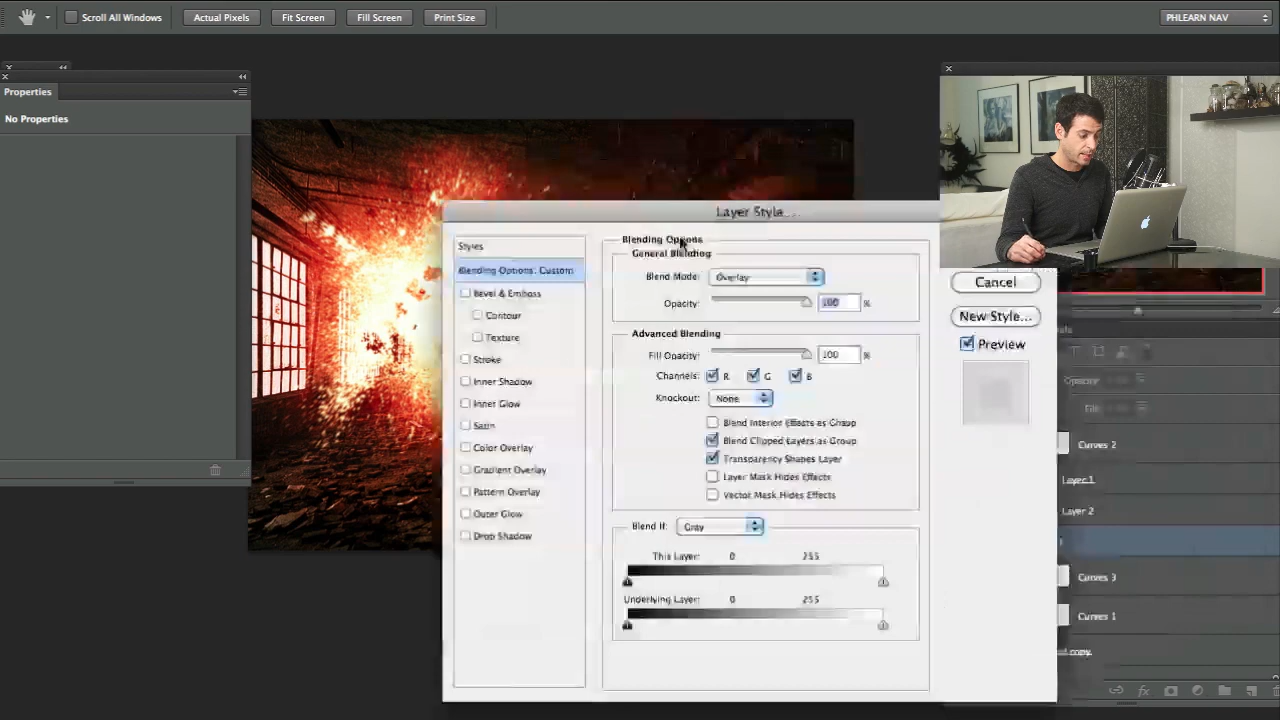 Scroll All Windows
Actual Pixels
Fit Screen
Fill Screen
Print Size
PHLEARN NAV
Properties
No Properties
Layer Style
Styles
Blending Options: Custom
Bevel & Emboss
Contour
Texture
Stroke
Inner Shadow
Inner Glow
Satin
Color Overlay
Gradient Overlay
Pattern Overlay
Outer Glow
Drop Shadow
Blending Options
General Blending
Blend Mode: Overlay
Opacity: 100 %
Advanced Blending
Fill Opacity: 100 %
Channels: R G B
Knockout: None
Blend Interior Effects as Group
Blend Clipped Layers as Group
Transparency Shapes Layer
Layer Mask Hides Effects
Vector Mask Hides Effects
Blend If: Gray
This Layer: 0 255
Underlying Layer: 0 255
Cancel
New Style...
Preview
Opacity:
Fill:
Curves 2
Layer 1
Layer 2
Curves 3
Curves 1
copy
fx